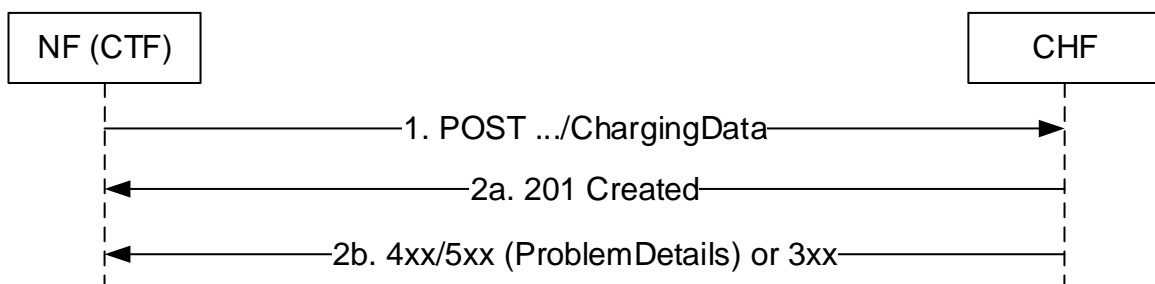 NF (CTF)
CHF
1. POST .../ChargingData
2a. 201 Created
2b. 4xx/5xx (ProblemDetails) or 3xx